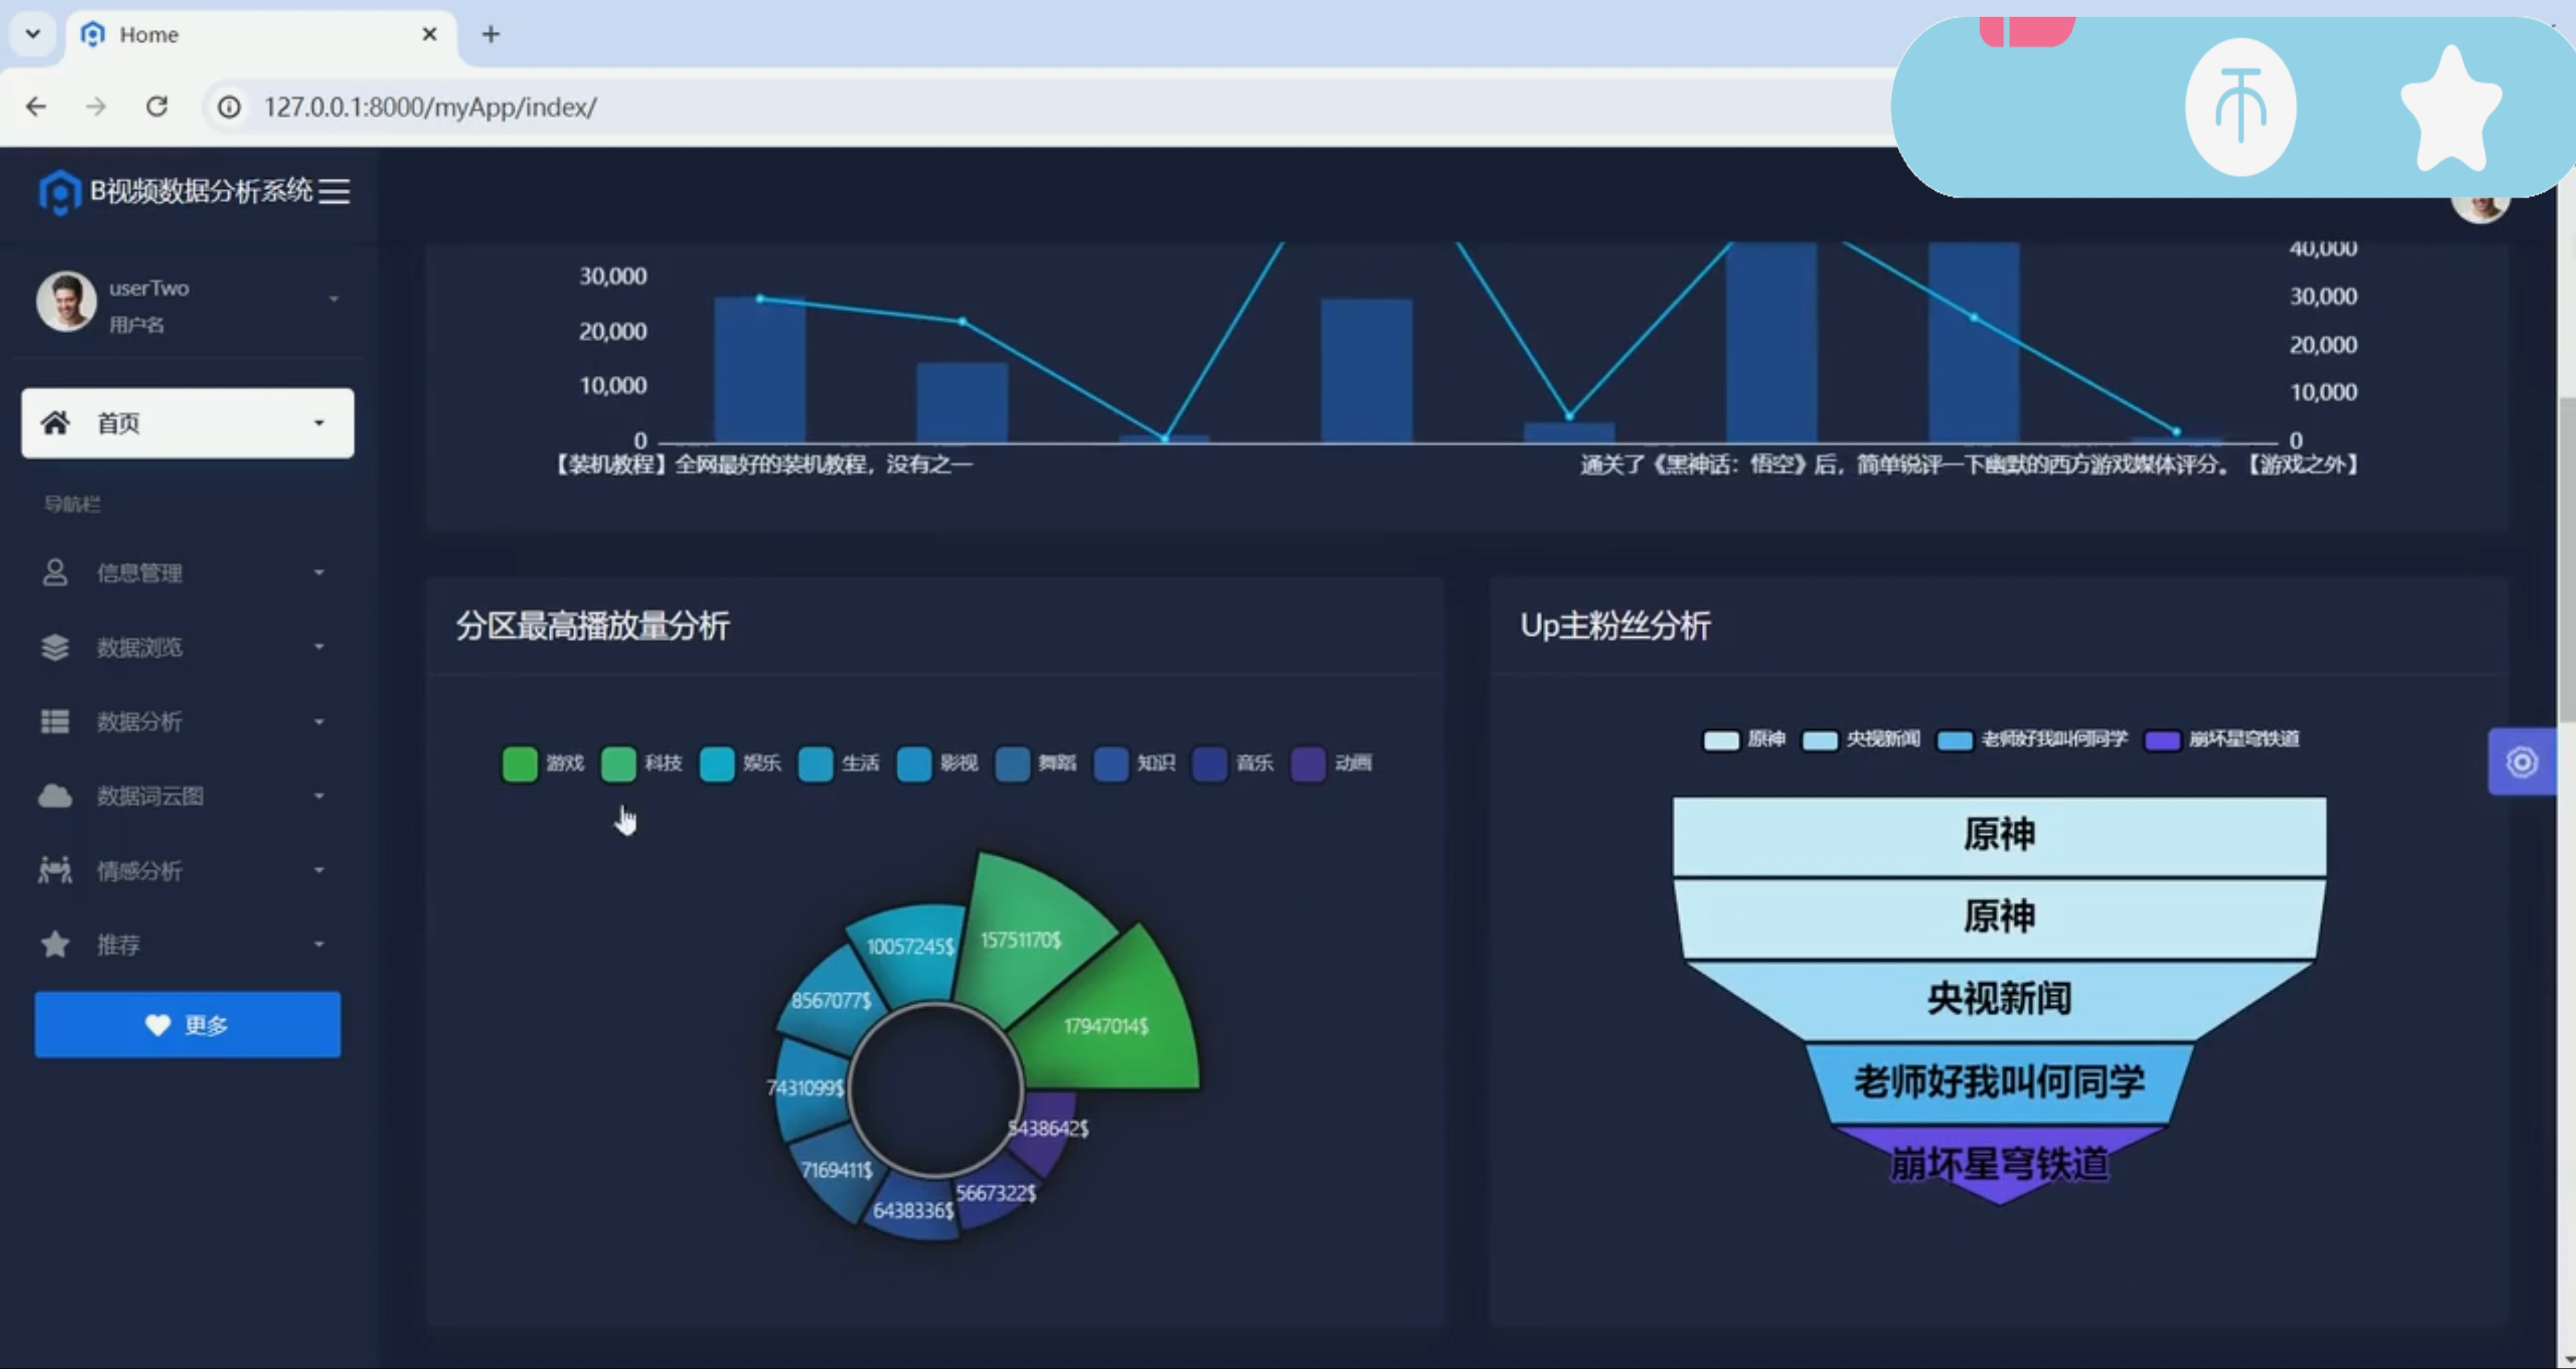 Home
127.0.0.1:8000/myApp/index/
B视频数据分析系统
userTwo
用户名
首页
导航栏
信息管理
数据浏览
数据分析
数据词云图
情感分析
推荐
更多
30,000
20,000
10,000
0
40,000
30,000
20,000
10,000
0
【装机教程】全网最好的装机教程，没有之一
通关了《黑神话：悟空》后，简单锐评一下幽默的西方游戏媒体评分。【游戏之外】
分区最高播放量分析
游戏 科技 娱乐 生活 影视 舞蹈 知识 音乐 动画
15751170$
10057245$
8567077$
17947014$
7431099$
5438642$
7169411$
5667322$
6438336$
Up主粉丝分析
原神 央视新闻 老师好我叫何同学 崩坏星穹铁道
原神
原神
央视新闻
老师好我叫何同学
崩坏星穹铁道